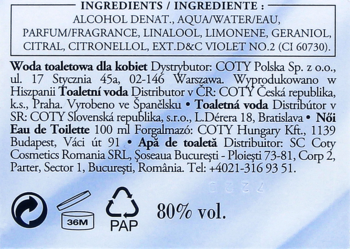 INGREDIENTS / INGREDIENTE :
ALCOHOL DENAT., AQUA/WATER/EAU,
PARFUM/FRAGRANCE, LINALOOL, LIMONENE, GERANIOL,
CITRAL, CITRONELLOL, EXT.D&C VIOLET NO.2 (CI 60730).
Woda toaletowa dla kobiet Dystrybutor: COTY Polska Sp. z o.o.,
ul. 17 Stycznia 45a, 02-146 Warszawa. Wyprodukowano w
Hiszpanii Toaletní voda Distributor v ČR: COTY Česká republika,
k.s., Praha. Vyrobeno ve Španělsku • Toaletná voda Distribútor v
SR: COTY Slovenská republika, s.r.o., L.Dérera 18, Bratislava • Női
Eau de Toilette 100 ml Forgalmazó: COTY Hungary Kft., 1139
Budapest, Váci út 91 • Apă de toaletă Distribuitor: SC Coty
Cosmetics Romania SRL, Șoseaua București - Ploiești 73-81, Corp 2,
Parter, Sector 1, București, România. Tel: +4021-316 93 51.
36M
PAP
80% vol.